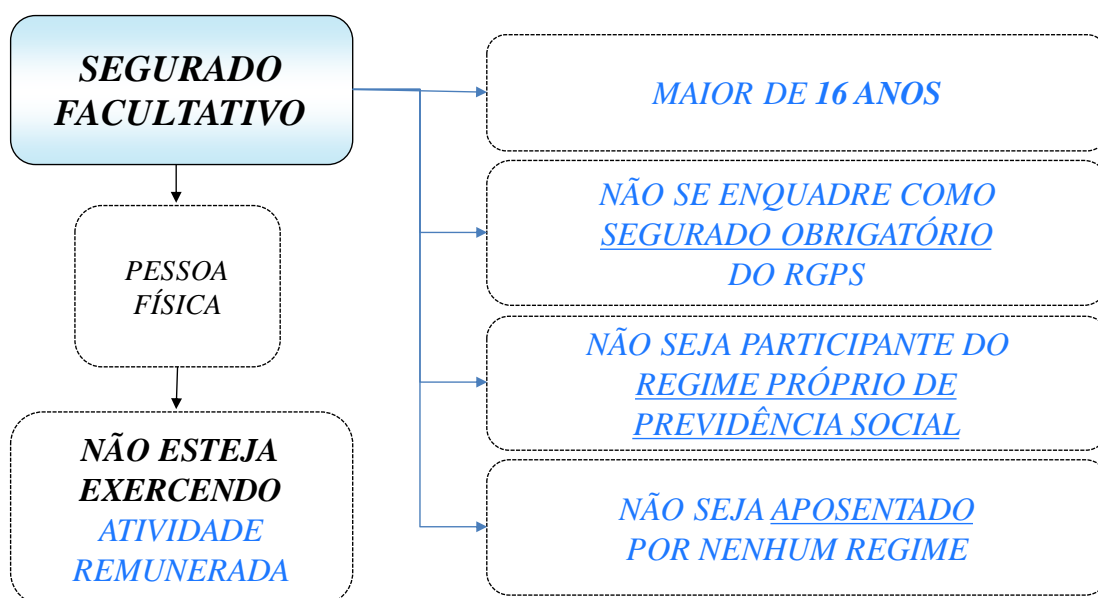 SEGURADO
FACULTATIVO
PESSOA
FÍSICA
NÃO ESTEJA
EXERCENDO
ATIVIDADE
REMUNERADA
MAIOR DE 16 ANOS
NÃO SE ENQUADRE COMO
SEGURADO OBRIGATÓRIO
DO RGPS
NÃO SEJA PARTICIPANTE DO
REGIME PRÓPRIO DE
PREVIDÊNCIA SOCIAL
NÃO SEJA APOSENTADO
POR NENHUM REGIME